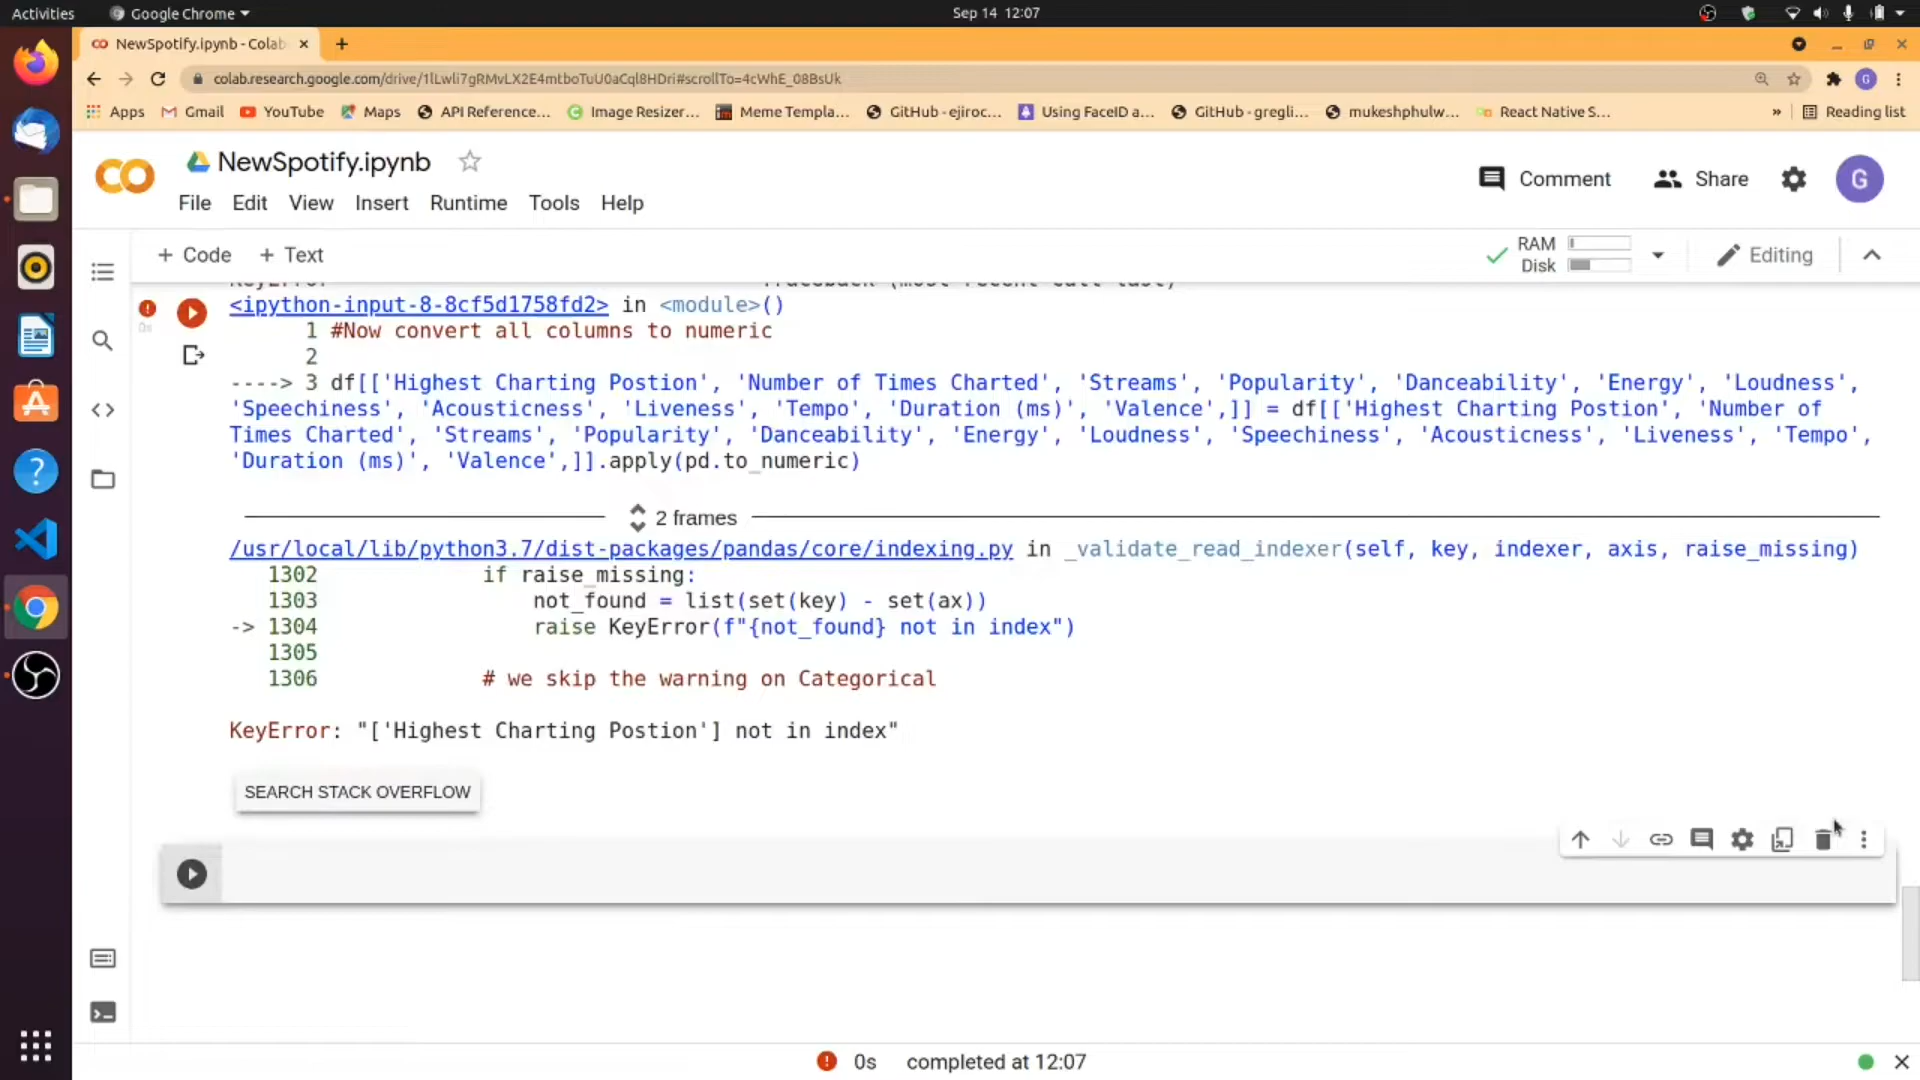 Activities
Google Chrome
Sep 14 12:07
NewSpotify.ipynb - Colab
colab.research.google.com/drive/1lLwli7gRMvLX2E4mtboTuU0aCql8HDri#scrollTo=4cWhE_08BsUk
Apps Gmail YouTube Maps API Reference... Image Resizer... Meme Templa... GitHub - ejiroc... Using FaceID a... GitHub - gregli... mukeshphulw... React Native S... » Reading list
NewSpotify.ipynb
Comment Share G
File Edit View Insert Runtime Tools Help
+ Code + Text
RAM
Disk
Editing
KeyError Traceback (most recent call last)
<ipython-input-8-8cf5d1758fd2> in <module>()
0s
1 #Now convert all columns to numeric
2
----> 3 df[['Highest Charting Postion', 'Number of Times Charted', 'Streams', 'Popularity', 'Danceability', 'Energy', 'Loudness',
'Speechiness', 'Acousticness', 'Liveness', 'Tempo', 'Duration (ms)', 'Valence',]] = df[['Highest Charting Postion', 'Number of
Times Charted', 'Streams', 'Popularity', 'Danceability', 'Energy', 'Loudness', 'Speechiness', 'Acousticness', 'Liveness', 'Tempo',
'Duration (ms)', 'Valence',]].apply(pd.to_numeric)
2 frames
/usr/local/lib/python3.7/dist-packages/pandas/core/indexing.py in _validate_read_indexer(self, key, indexer, axis, raise_missing)
1302 if raise_missing:
1303 not_found = list(set(key) - set(ax))
-> 1304 raise KeyError(f"{not_found} not in index")
1305
1306 # we skip the warning on Categorical
KeyError: "['Highest Charting Postion'] not in index"
SEARCH STACK OVERFLOW
0s completed at 12:07